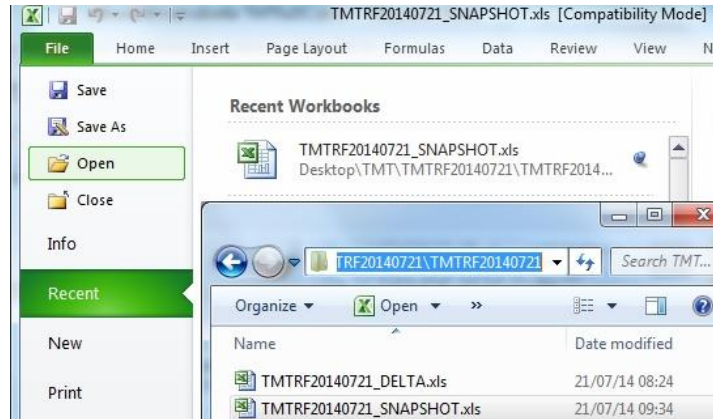 TMTRF20140721_SNAPSHOT.xls [Compatibility Mode]
File Home Insert Page Layout Formulas Data Review View N
Save
Save As
Open
Close
Info
Recent
New
Print
Recent Workbooks
TMTRF20140721_SNAPSHOT.xls
Desktop\TMT\TMTRF20140721\TMTRF2014...
TRF20140721\TMTRF20140721 Search TMT...
Organize Open »
Name Date modified
TMTRF20140721_DELTA.xls 21/07/14 08:24
TMTRF20140721_SNAPSHOT.xls 21/07/14 09:34